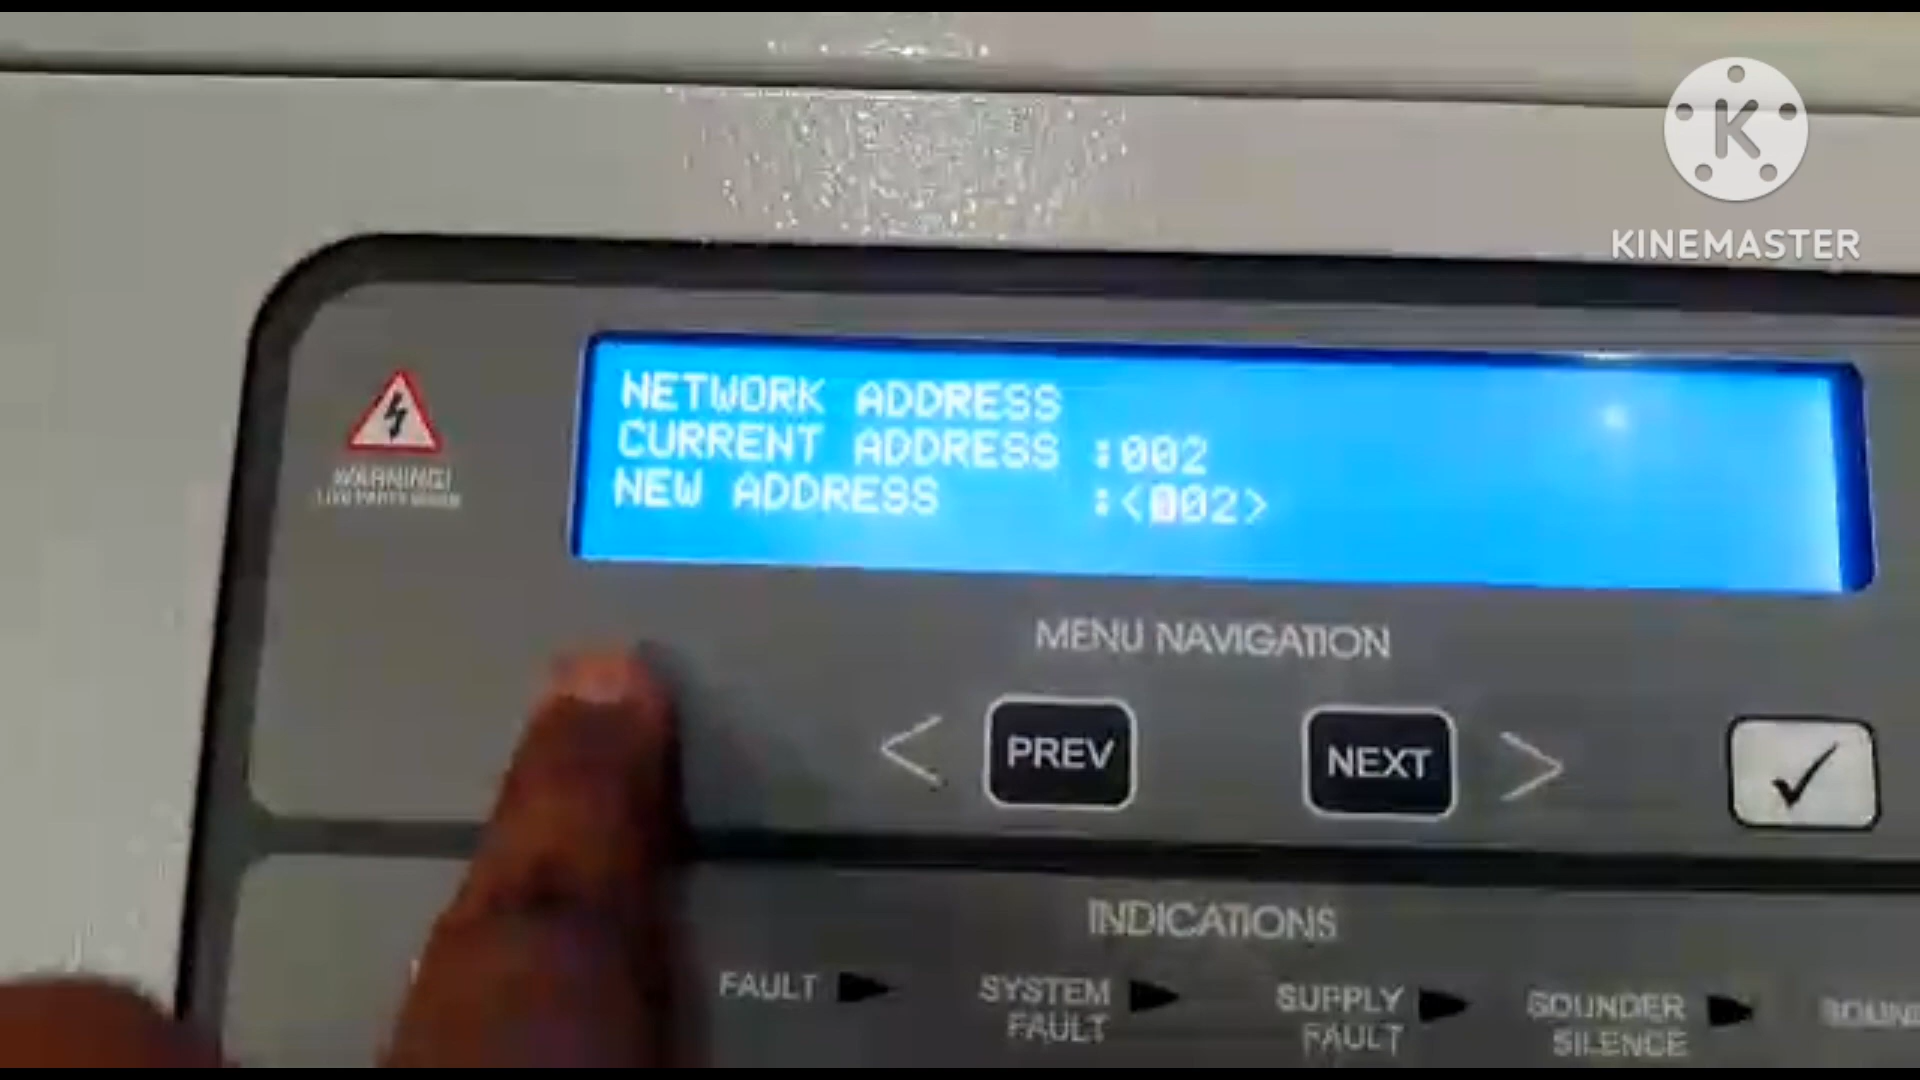 K
KINEMASTER
NETWORK ADDRESS
CURRENT ADDRESS :002
NEW ADDRESS :<002>
WARNING!
MENU NAVIGATION
< PREV NEXT > ✓
INDICATIONS
FAULT
SYSTEM FAULT
SUPPLY FAULT
SOUNDER SILENCE